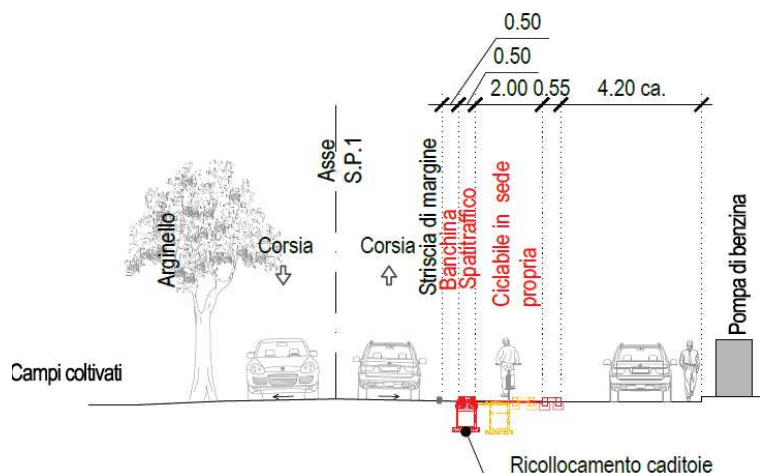 0.50
0.50
2.00 0.55 4.20 ca.
Asse
S.P.1
Arginello
Corsia
Corsia
Striscia di margine
Banchina
Spatitraffico
Ciclabile in sede
propria
Pompa di benzina
Campi coltivati
Ricollocamento caditoie